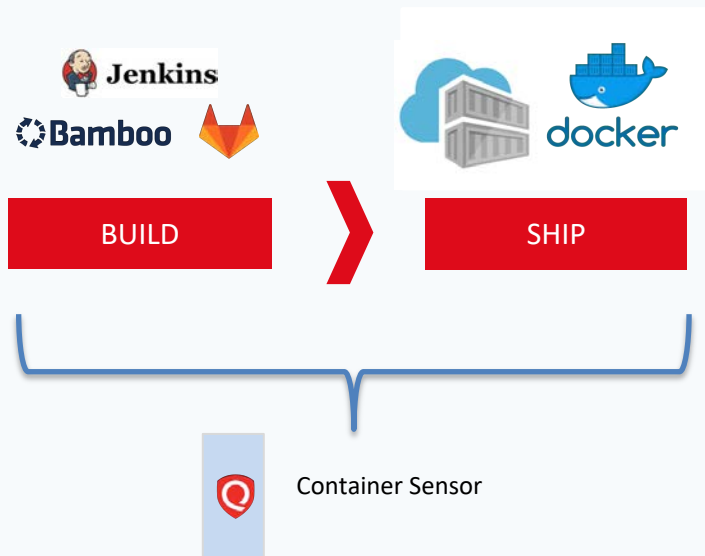 Jenkins
Bamboo
docker
BUILD
SHIP
Container Sensor